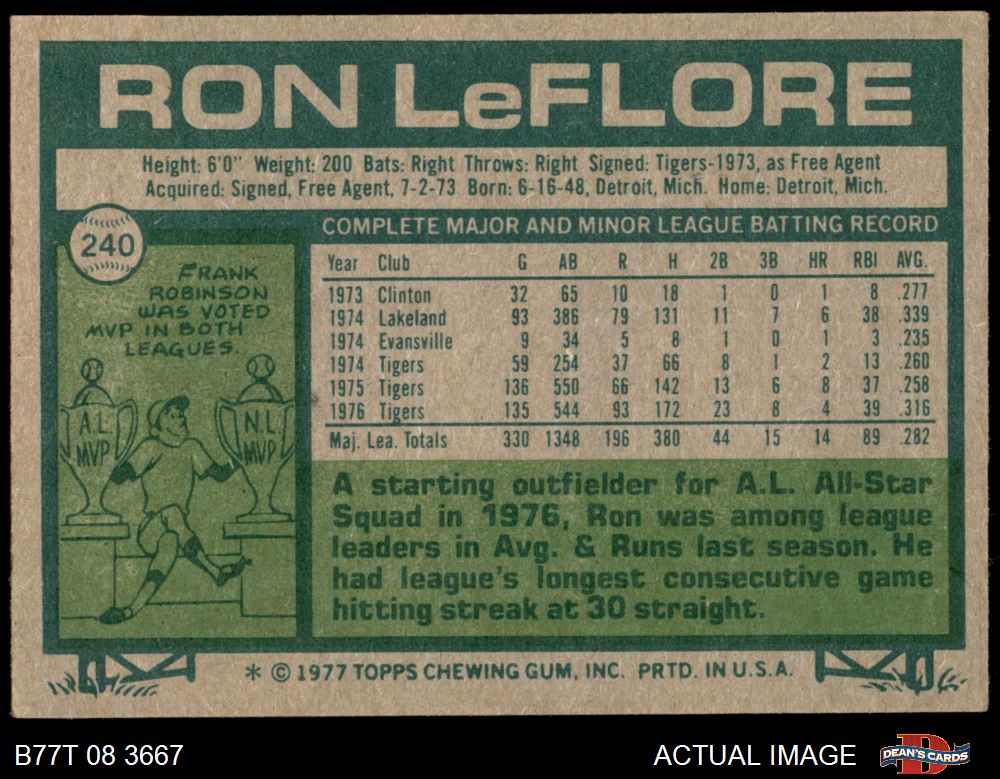 RON LeFLORE
Height: 6'0" Weight: 200 Bats: Right Throws: Right Signed: Tigers-1973, as Free Agent
Acquired: Signed, Free Agent, 7-2-73 Born: 6-16-48, Detroit, Mich. Home: Detroit, Mich.
240
FRANK
ROBINSON
WAS VOTED
MVP IN BOTH
LEAGUES.
A.L. MVP
N.L. MVP
COMPLETE MAJOR AND MINOR LEAGUE BATTING RECORD
Year Club G AB R H 2B 3B HR RBI AVG.
1973 Clinton 32 65 10 18 1 0 1 8 .277
1974 Lakeland 93 386 79 131 11 7 6 38 .339
1974 Evansville 9 34 5 8 1 0 1 3 .235
1974 Tigers 59 254 37 66 8 1 2 13 .260
1975 Tigers 136 550 66 142 13 6 8 37 .258
1976 Tigers 135 544 93 172 23 8 4 39 .316
Maj. Lea. Totals 330 1348 196 380 44 15 14 89 .282
A starting outfielder for A.L. All-Star
Squad in 1976, Ron was among league
leaders in Avg. & Runs last season. He
had league's longest consecutive game
hitting streak at 30 straight.
* © 1977 TOPPS CHEWING GUM, INC. PRTD. IN U.S.A.
B77T 08 3667
ACTUAL IMAGE
DEAN'S CARDS